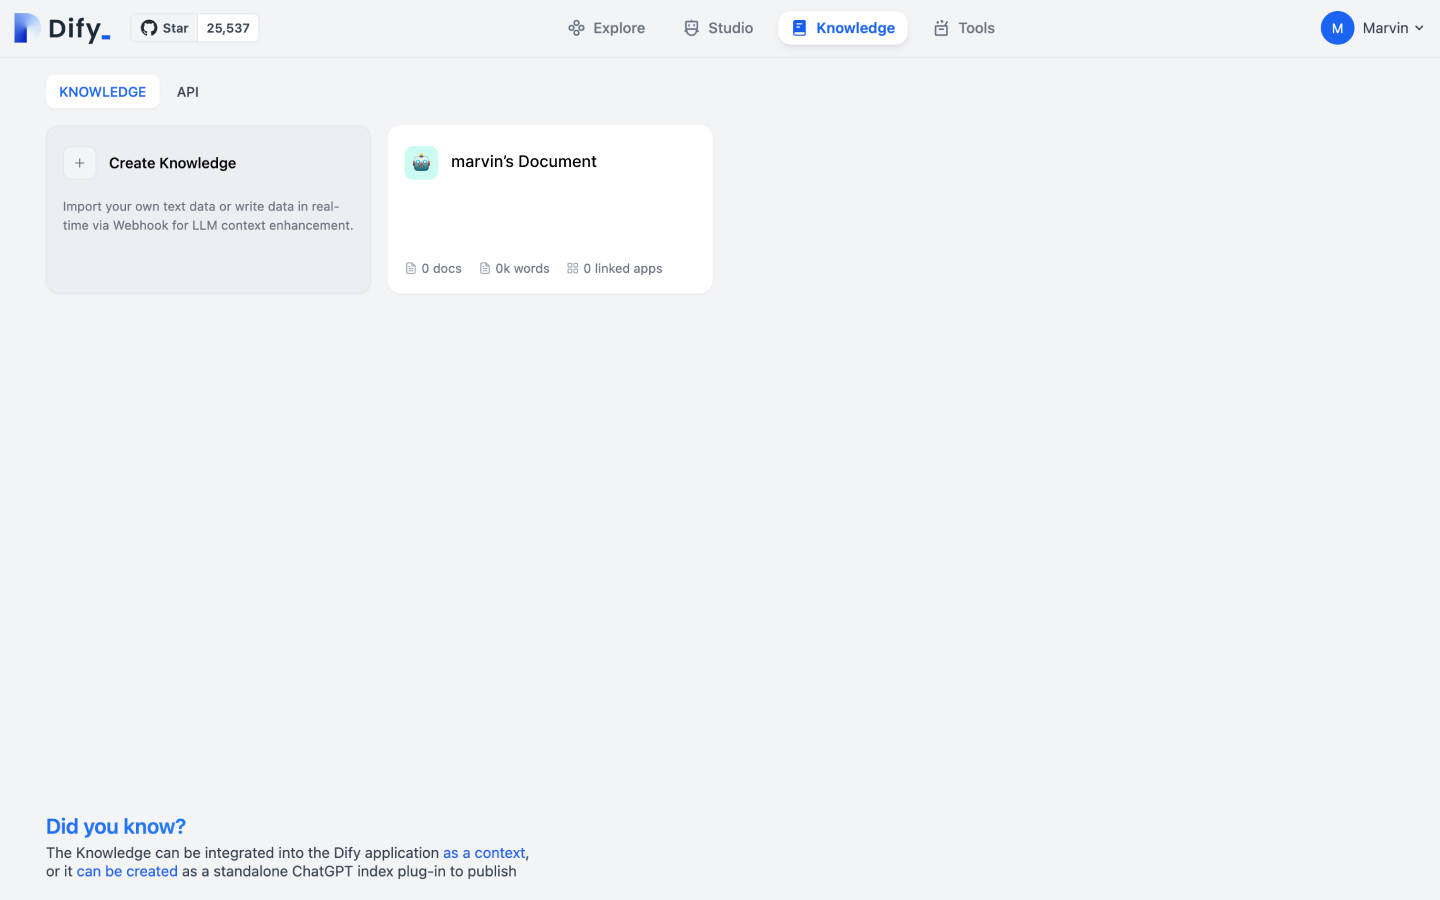 Dify_
Star 25,537
Explore
Studio
Knowledge
Tools
M Marvin
KNOWLEDGE API
Create Knowledge
Import your own text data or write data in real-
time via Webhook for LLM context enhancement.
marvin's Document
0 docs 0k words 0 linked apps
Did you know?
The Knowledge can be integrated into the Dify application as a context,
or it can be created as a standalone ChatGPT index plug-in to publish